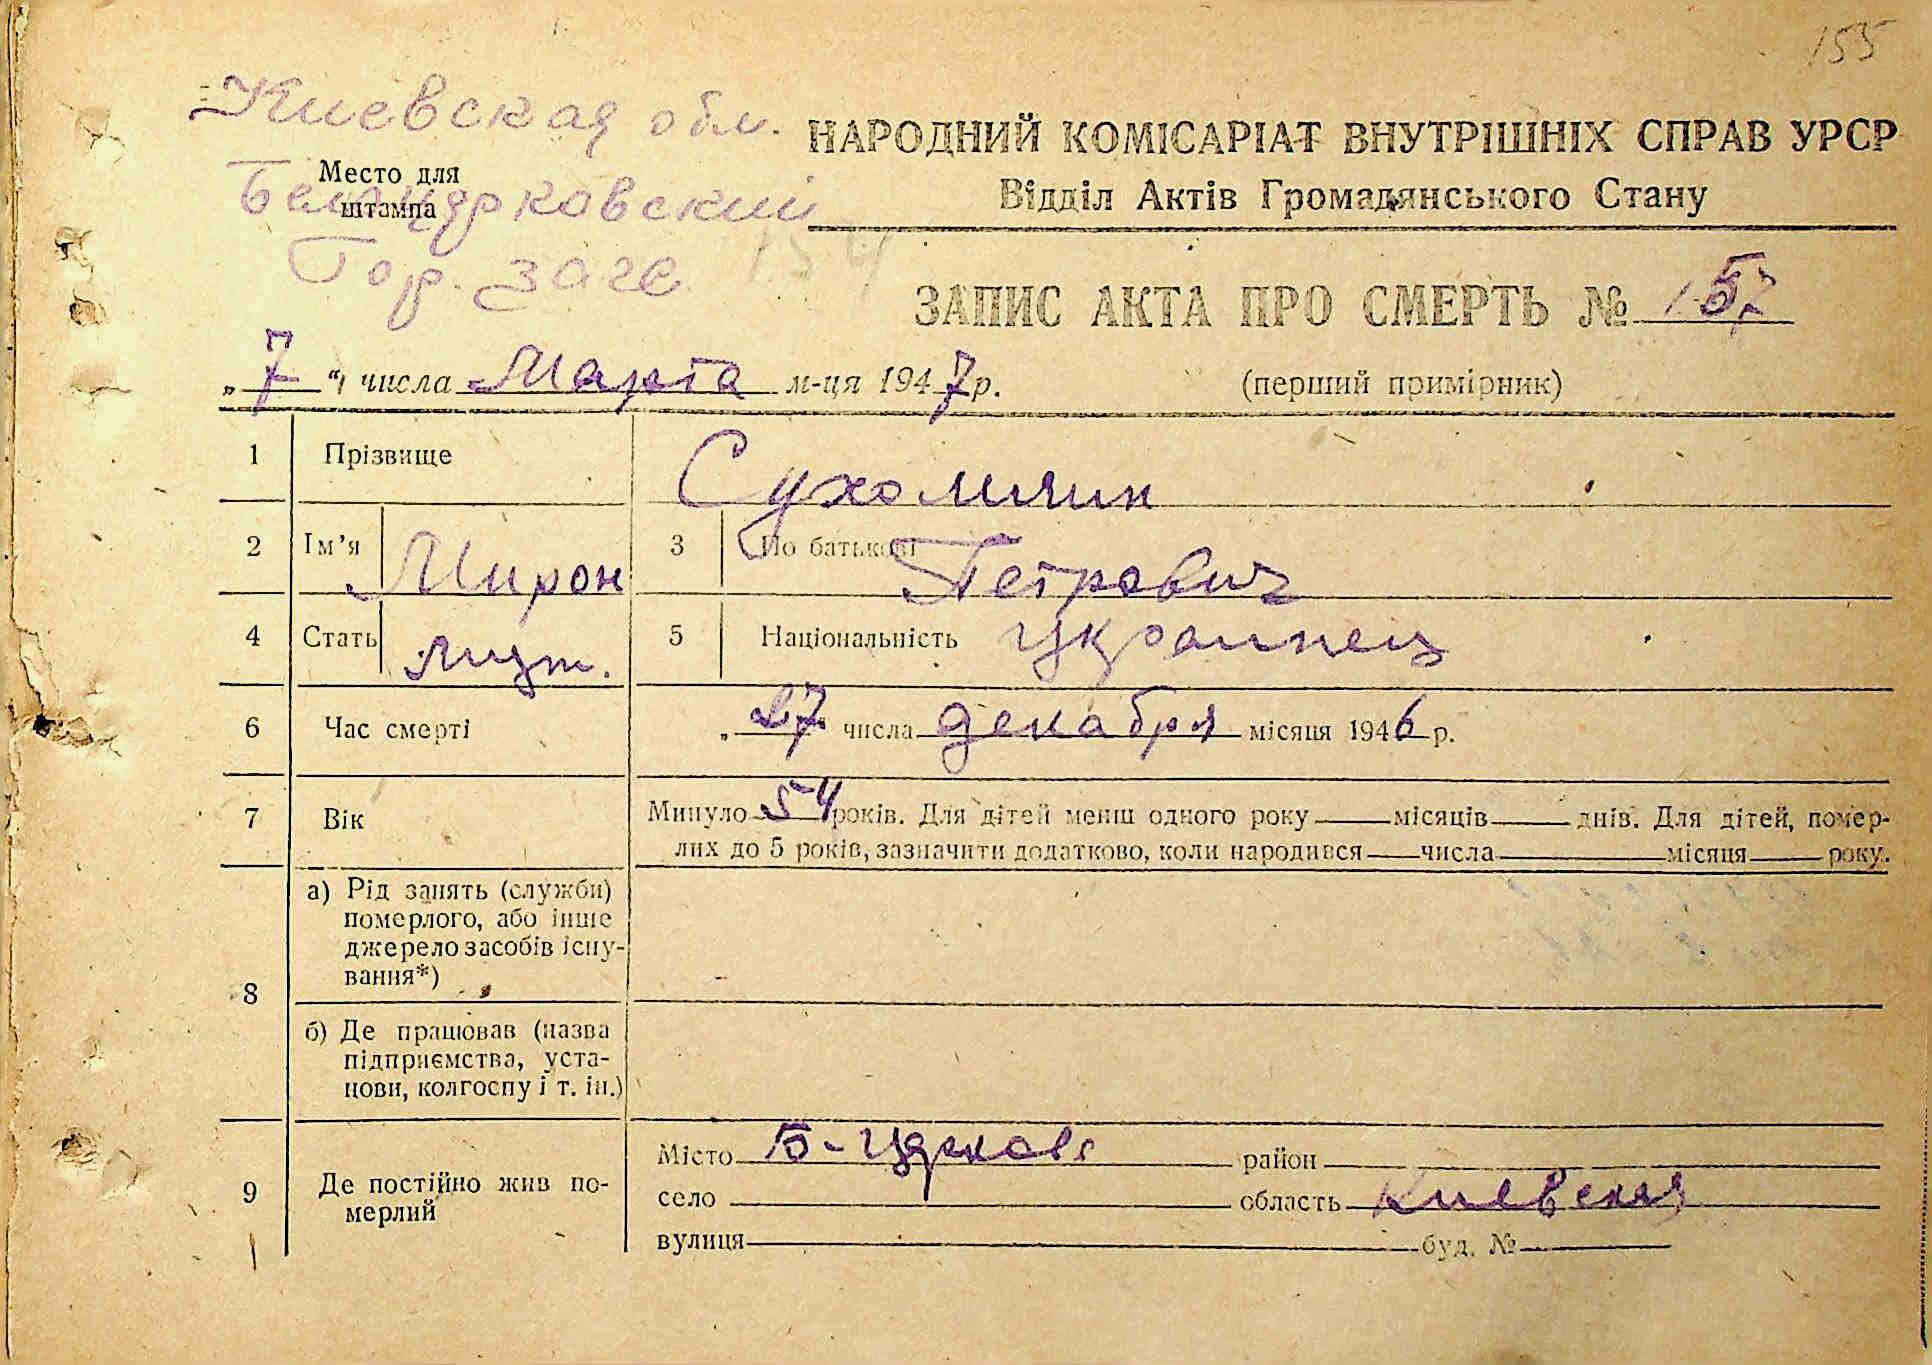 155
Киевская обл.
НАРОДНИЙ КОМІСАРІАТ ВНУТРІШНІХ СПРАВ УРСР
Место для
штампа
Белоцерковский
Відділ Актів Громадянського Стану
Гор. загс
154
ЗАПИС АКТА ПРО СМЕРТЬ № 157
„ 7 “ числа Марта м-ця 1947 р. (перший примірник)
1 Прізвище Сухомлин
2 Ім’я Мирон 3 По батькові Петрович
4 Стать муж. 5 Національність Украинец
6 Час смерті „ 27 числа декабря місяця 1946 р.
7 Вік Минуло 54 років. Для дітей менш одного року місяців днів. Для дітей, помер-
лих до 5 років, зазначити додатково, коли народився числа місяця року.
8 а) Рід занять (служби)
померлого, або інше
джерело засобів існу-
вання*)
б) Де працював (назва
підприємства, уста-
нови, колгоспу і т. ін.)
9 Де постійно жив по-
мерлий
Місто Б-Церковь район
село область Киевская
вулиця буд. №